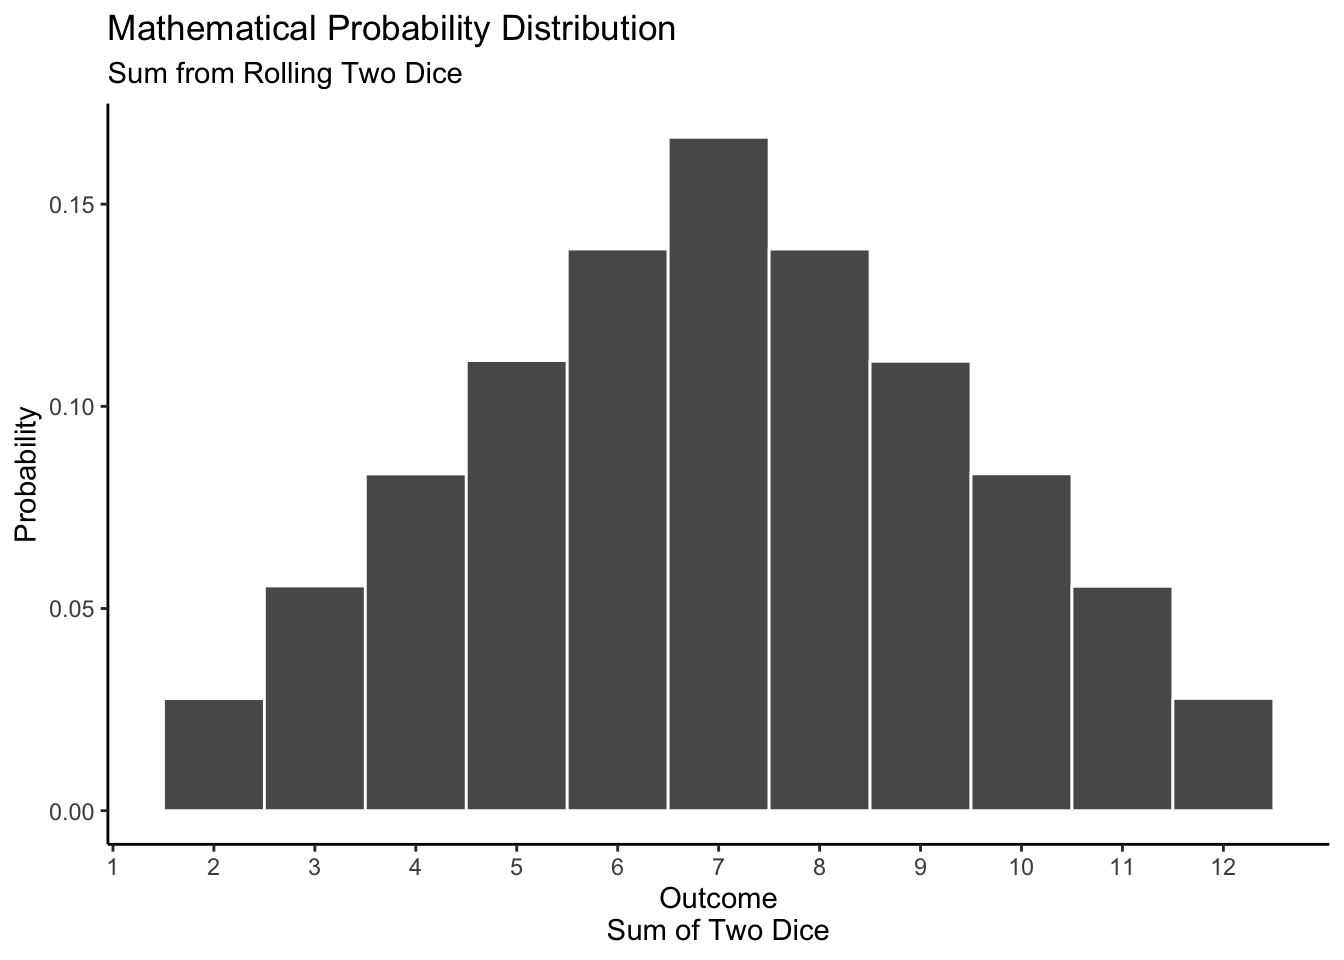 Mathematical Probability Distribution
Sum from Rolling Two Dice
Probability
0.15
0.10
0.05
0.00
1 2 3 4 5 6 7 8 9 10 11 12
Outcome
Sum of Two Dice